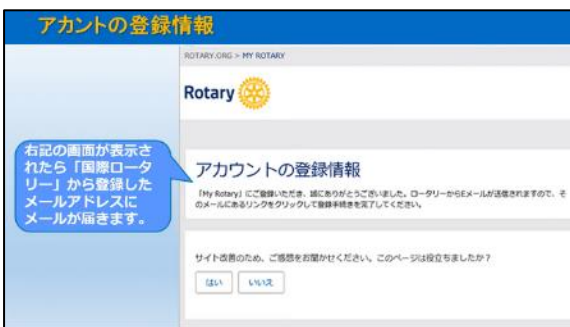 アカントの登録情報
ROTARY.ORG > MY ROTARY
Rotary
右記の画面が表示さ
れたら「国際ロータ
リー」から登録した
メールアドレスに
メールが届きます。
アカウントの登録情報
「My Rotary」にご登録いただき、誠にありがとうございました。ロータリーからEメールが送信されますので、そ
のメールにあるリンクをクリックして登録手続きを完了してください。
サイト改善のため、ご感想をお聞かせください。このページは役立ちましたか？
はい
いいえ